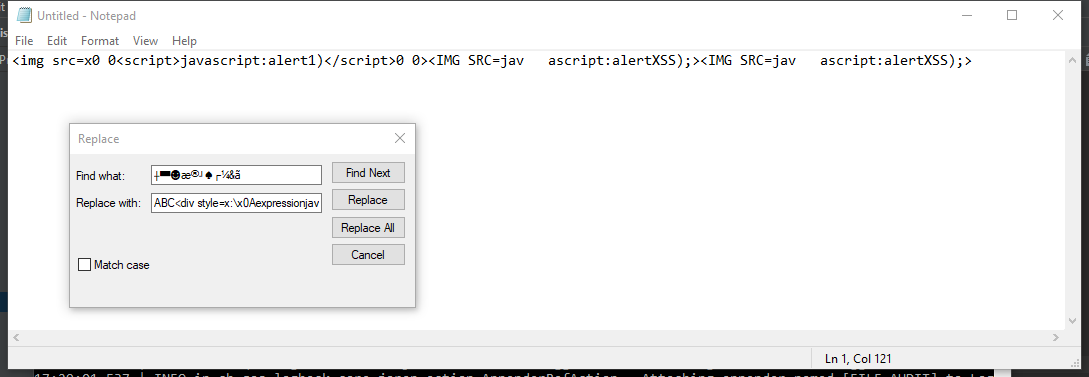 Untitled - Notepad
File Edit Format View Help
<img src=x0 0<script>javascript:alert1)</script>0 0><IMG SRC=jav   ascript:alertXSS);><IMG SRC=jav   ascript:alertXSS);>
Replace
Find what: ┼■■☻æ®┘♠┌¼&ã Find Next
Replace with: ABC<div style=x:\x0Aexpressionjav Replace
Replace All
Cancel
Match case
Ln 1, Col 121